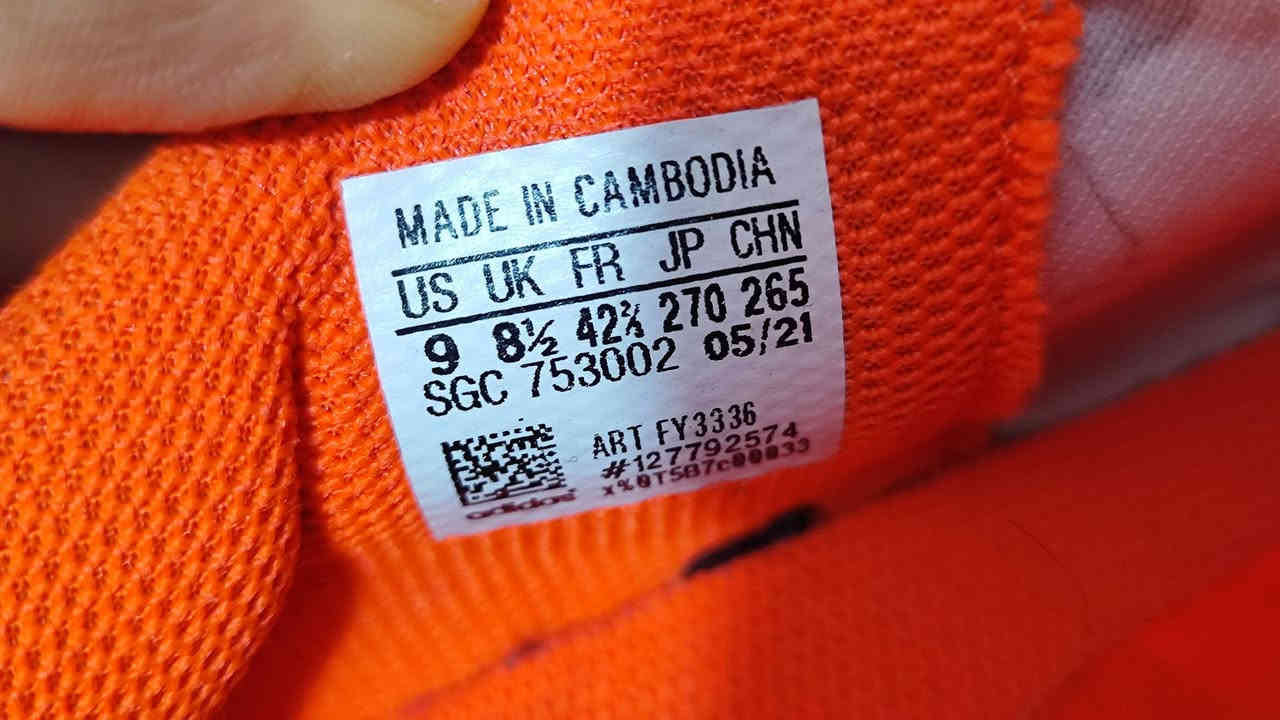 MADE IN CAMBODIA
US UK FR JP CHN
9 8½ 42⅔ 270 265
SGC 753002 05/21
ART FY3336
#127792574
x%0T5B7c00033
adidas